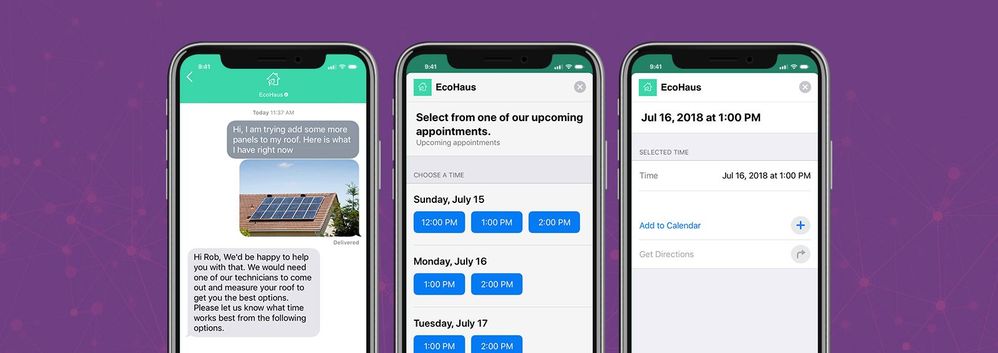 9:41
EcoHaus
Today 11:37 AM
Hi, I am trying add some more
panels to my roof. Here is what
I have right now
Delivered
Hi Rob, We'd be happy to help
you with that. We would need
one of our technicians to come
out and measure your roof to
get you the best options.
Please let us know what time
works best from the following
options.
9:41
EcoHaus
Select from one of our upcoming
appointments.
Upcoming appointments
CHOOSE A TIME
Sunday, July 15
12:00 PM 1:00 PM 2:00 PM
Monday, July 16
1:00 PM 2:00 PM
Tuesday, July 17
1:00 PM 2:00 PM
9:41
EcoHaus
Jul 16, 2018 at 1:00 PM
SELECTED TIME
Time Jul 16, 2018 at 1:00 PM
Add to Calendar
Get Directions